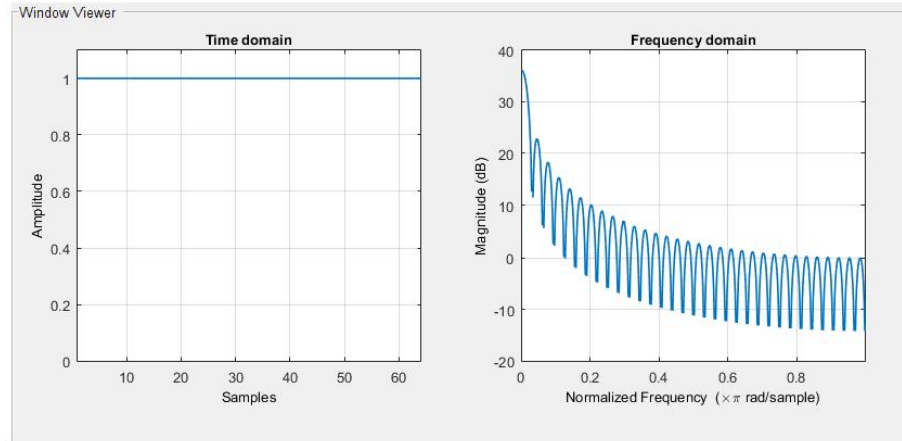 Window Viewer
Time domain
1
0.8
0.6
0.4
0.2
0
Amplitude
10 20 30 40 50 60
Samples
Frequency domain
40
30
20
10
0
-10
-20
Magnitude (dB)
0 0.2 0.4 0.6 0.8
Normalized Frequency (×π rad/sample)